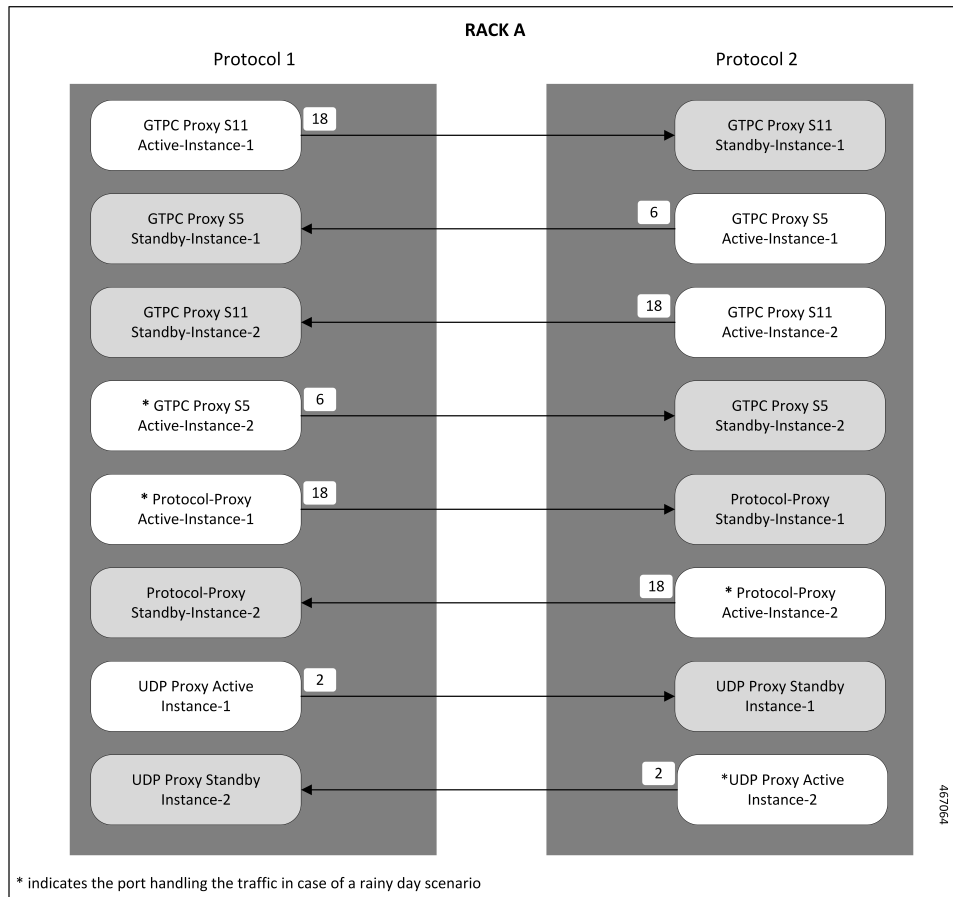 RACK A
Protocol 1
Protocol 2
GTPC Proxy S11
Active-Instance-1
18
GTPC Proxy S11
Standby-Instance-1
GTPC Proxy S5
Standby-Instance-1
6
GTPC Proxy S5
Active-Instance-1
GTPC Proxy S11
Standby-Instance-2
18
GTPC Proxy S11
Active-Instance-2
* GTPC Proxy S5
Active-Instance-2
6
GTPC Proxy S5
Standby-Instance-2
* Protocol-Proxy
Active-Instance-1
18
Protocol-Proxy
Standby-Instance-1
Protocol-Proxy
Standby-Instance-2
18
* Protocol-Proxy
Active-Instance-2
UDP Proxy Active
Instance-1
2
UDP Proxy Standby
Instance-1
UDP Proxy Standby
Instance-2
2
*UDP Proxy Active
Instance-2
467064
* indicates the port handling the traffic in case of a rainy day scenario